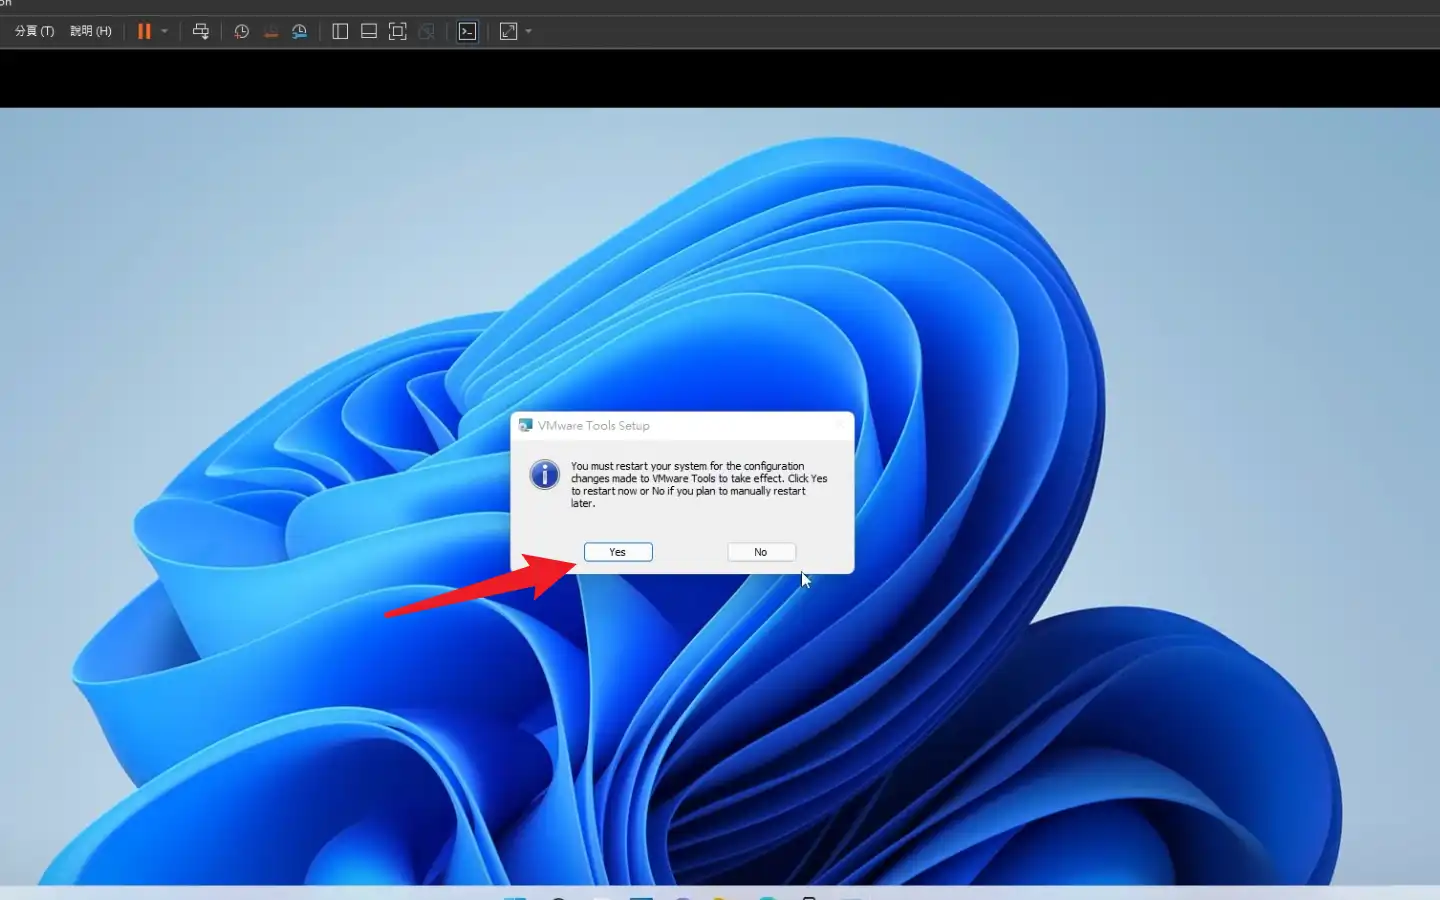 on
分頁 (T) 說明 (H)
VMware Tools Setup
You must restart your system for the configuration
changes made to VMware Tools to take effect. Click Yes
to restart now or No if you plan to manually restart
later.
Yes No